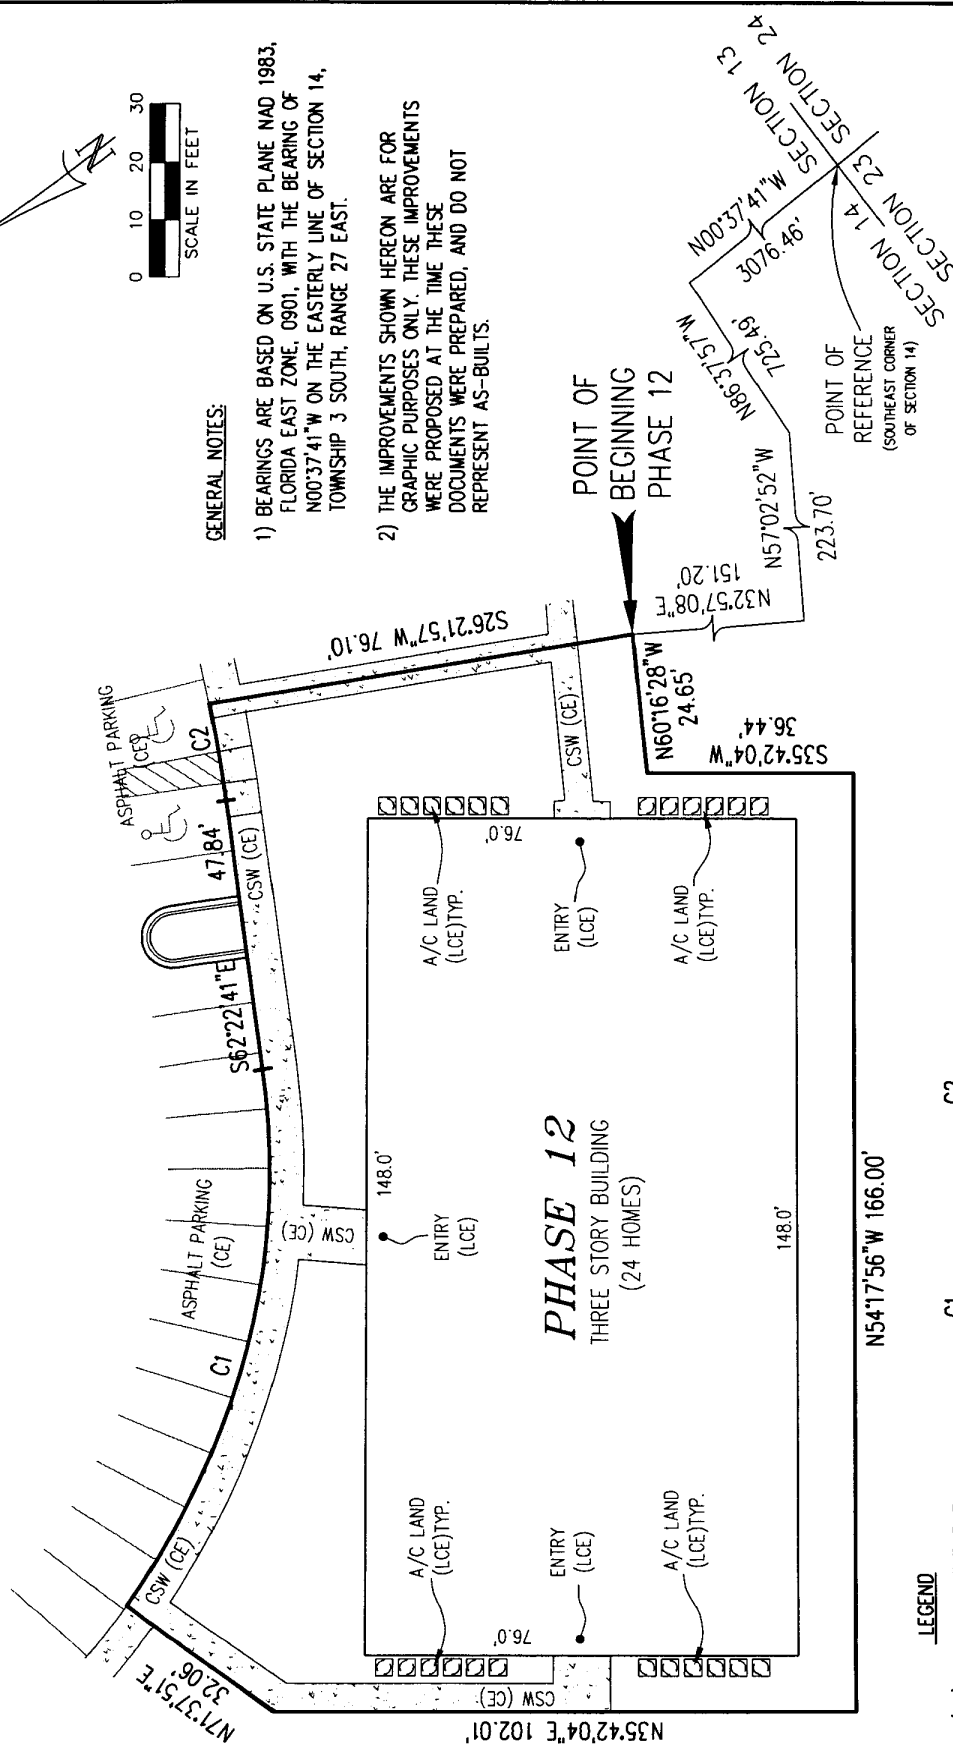 N
0 10 20 30
SCALE IN FEET
GENERAL NOTES:
1) BEARINGS ARE BASED ON U.S. STATE PLANE NAD 1983,
FLORIDA EAST ZONE, 0901, WITH THE BEARING OF
N00°37'41"W ON THE EASTERLY LINE OF SECTION 14,
TOWNSHIP 3 SOUTH, RANGE 27 EAST.
2) THE IMPROVEMENTS SHOWN HEREON ARE FOR
GRAPHIC PURPOSES ONLY. THESE IMPROVEMENTS
WERE PROPOSED AT THE TIME THESE
DOCUMENTS WERE PREPARED, AND DO NOT
REPRESENT AS-BUILTS.
POINT OF
BEGINNING
PHASE 12
SECTION 13
SECTION 24
SECTION 14
SECTION 23
N00°37'41"W
3076.46'
N86°37'57"W
725.49'
N57°02'52"W
223.70'
N32°57'08"E
151.20'
POINT OF
REFERENCE
(SOUTHEAST CORNER
OF SECTION 14)
N60°16'28"W
24.65'
S35°42'04"W
36.44'
S26°21'57"W 76.10'
ASPHALT PARKING
(CE)
C2
47.84'
S62°22'41"E
CSW (CE)
CSW (CE)
ASPHALT PARKING
(CE)
C1
CSW (CE)
CSW (CE)
N71°37'51"E
32.06'
CSW (CE)
N35°42'04"E 102.01'
N54°17'56"W 166.00'
148.0'
148.0'
76.0'
76.0'
A/C LAND
(LCE)TYP.
ENTRY
(LCE)
A/C LAND
(LCE)TYP.
ENTRY
(LCE)
A/C LAND
(LCE)TYP.
ENTRY
(LCE)
A/C LAND
(LCE)TYP.
PHASE 12
THREE STORY BUILDING
(24 HOMES)
LEGEND
C1
C2